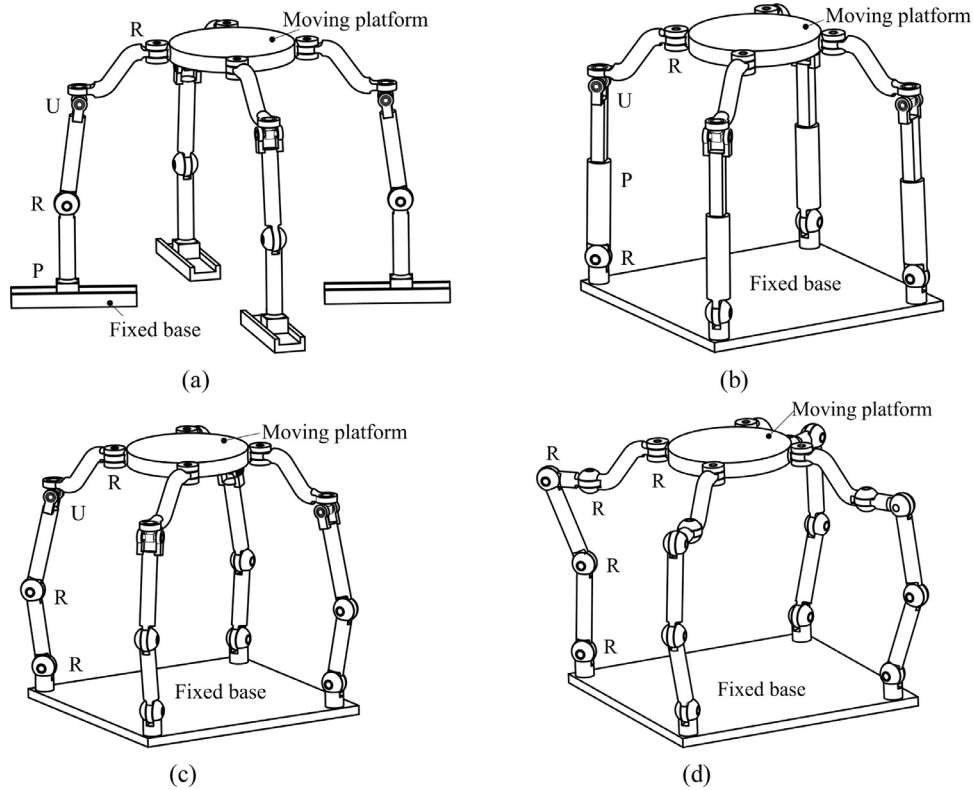 Moving platform
R
U
R
P
Fixed base
(a)
Moving platform
R
U
P
R
Fixed base
(b)
Moving platform
R
U
R
R
Fixed base
(c)
Moving platform
R
R
R
R
R
Fixed base
(d)